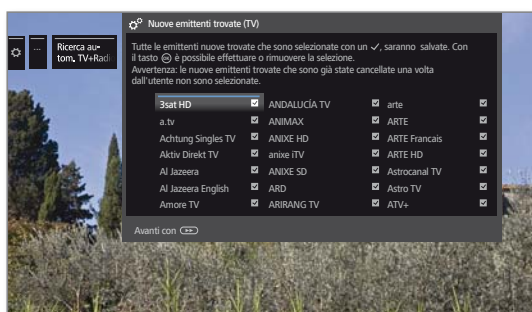 Nuove emittenti trovate (TV)
...
Ricerca au-
tom. TV+Radi
Tutte le emittenti nuove trovate che sono selezionate con un ✓, saranno salvate. Con
il tasto OK è possibile effettuare o rimuovere la selezione.
Avvertenza: le nuove emittenti trovate che sono già state cancellate una volta
dall'utente non sono selezionate.
3sat HD ANDALUCÍA TV arte
a.tv ANIMAX ARTE
Achtung Singles TV ANIXE HD ARTE Francais
Aktiv Direkt TV anixe iTV ARTE HD
Al Jazeera ANIXE SD Astrocanal TV
Al Jazeera English ARD Astro TV
Amore TV ARIRANG TV ATV+
Avanti con